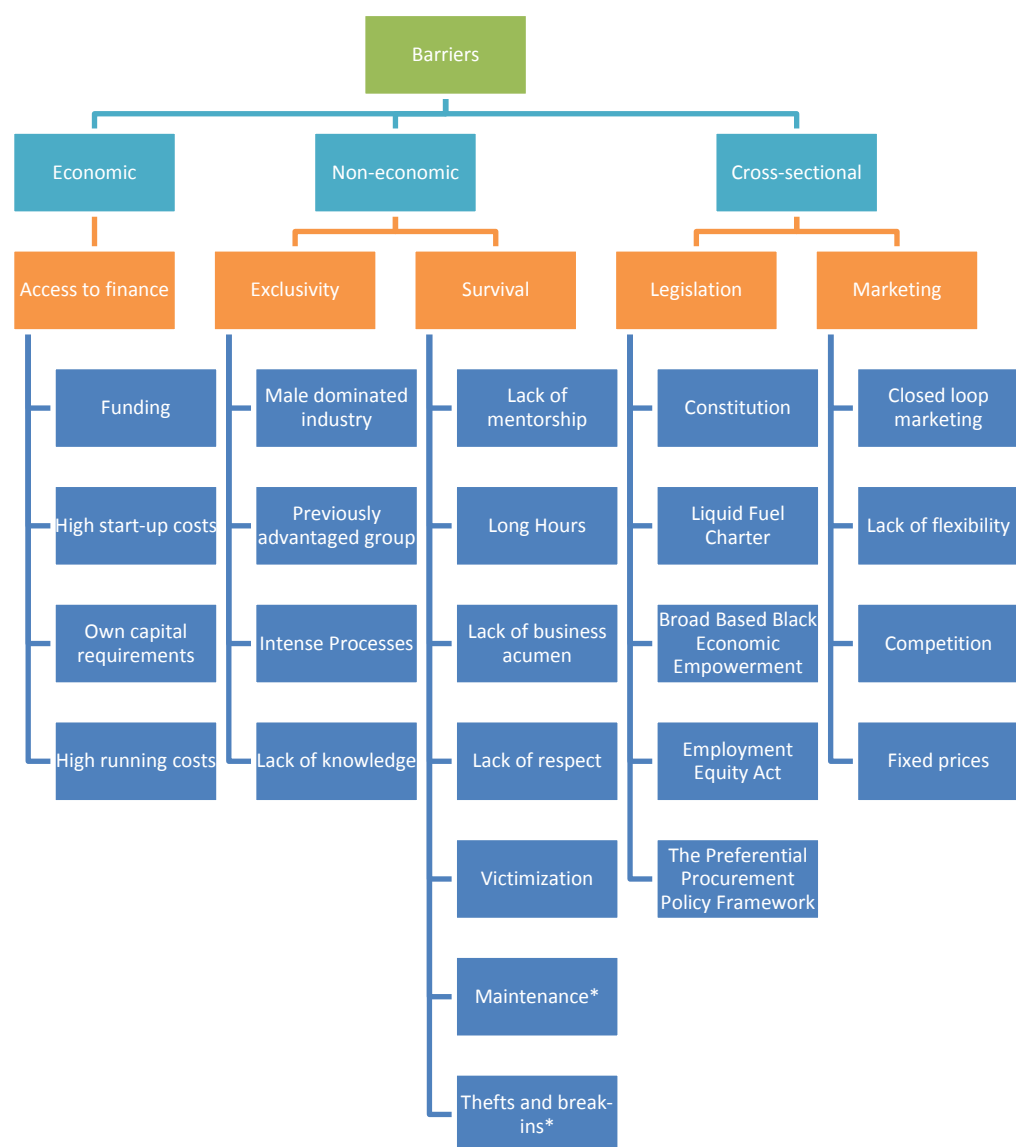 Barriers
Economic
Non-economic
Cross-sectional
Access to finance
Exclusivity
Survival
Legislation
Marketing
Funding
Male dominated
industry
Lack of
mentorship
Constitution
Closed loop
marketing
High start-up costs
Previously
advantaged group
Long Hours
Liquid Fuel
Charter
Lack of flexibility
Own capital
requirements
Intense Processes
Lack of business
acumen
Broad Based Black
Economic
Empowerment
Competition
High running costs
Lack of knowledge
Lack of respect
Employment
Equity Act
Fixed prices
Victimization
The Preferential
Procurement
Policy Framework
Maintenance*
Thefts and break-
ins*